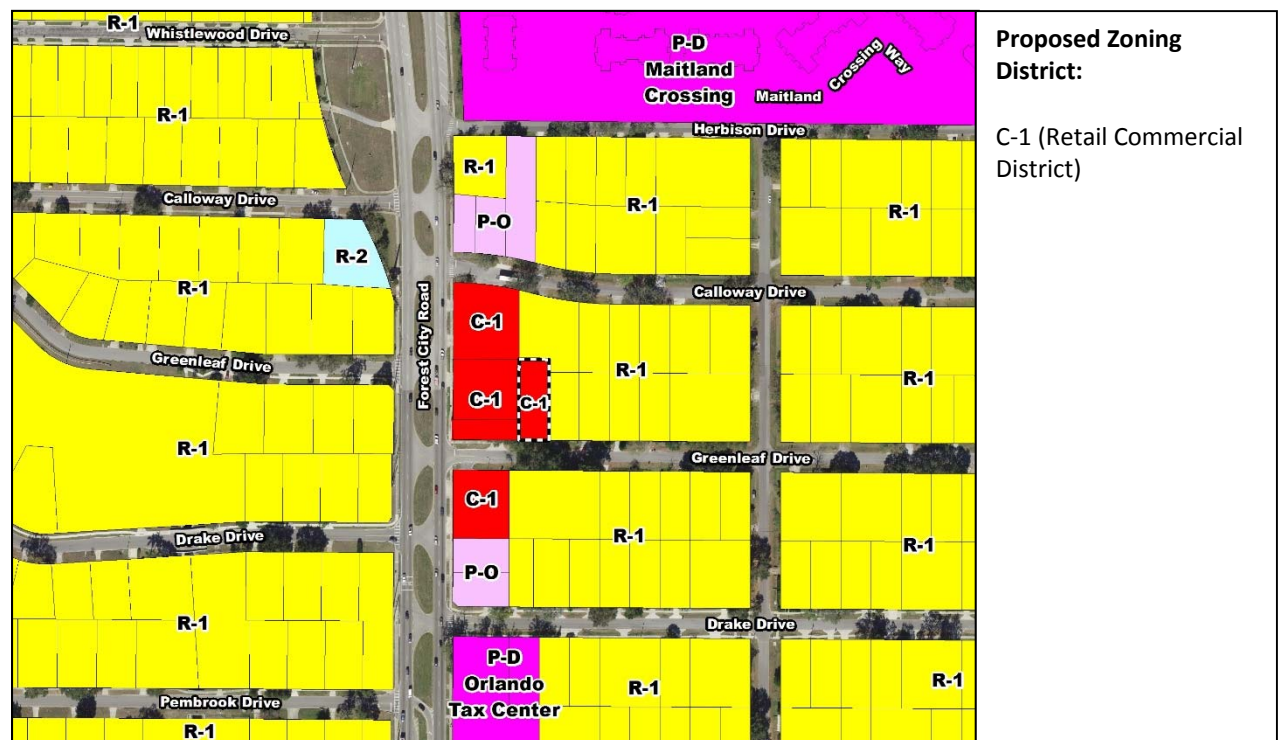 R-1
Whistlewood Drive
P-D
Maitland
Crossing
Maitland Crossing Way
R-1
Herbison Drive
R-1
R-1
P-O
R-1
Calloway Drive
R-2
R-1
Calloway Drive
C-1
Forest City Road
Greenleaf Drive
R-1
R-1
C-1
C-1
R-1
Greenleaf Drive
C-1
R-1
R-1
Drake Drive
P-O
R-1
Drake Drive
P-D
Orlando
Tax Center
R-1
R-1
Pembrook Drive
R-1
Proposed Zoning
District:
C-1 (Retail Commercial
District)